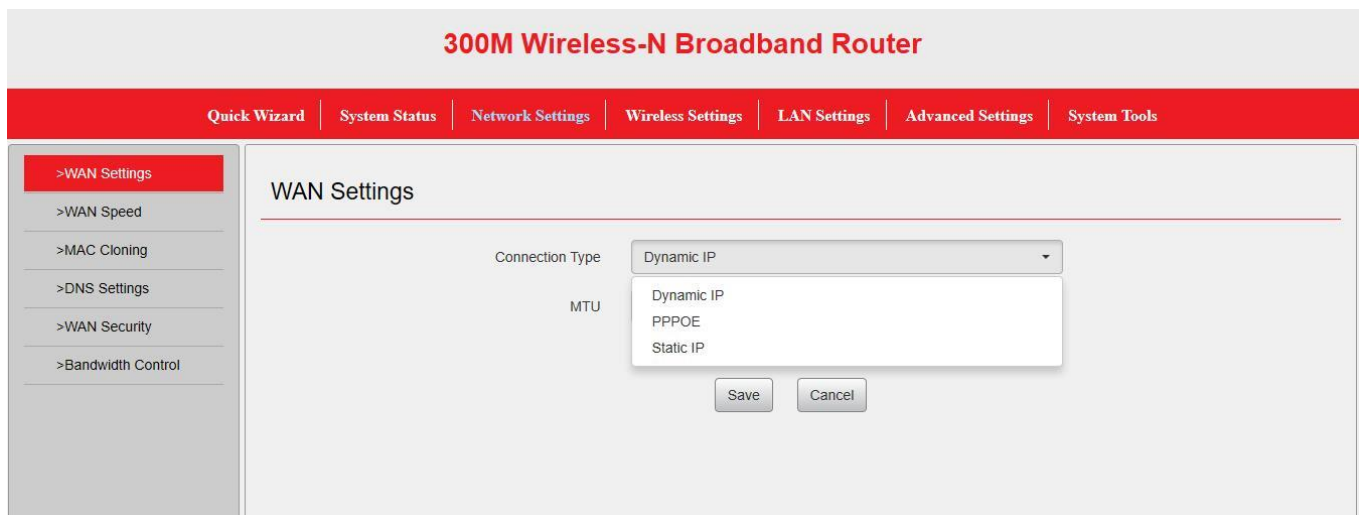 300M Wireless-N Broadband Router
Quick Wizard System Status Network Settings Wireless Settings LAN Settings Advanced Settings System Tools
>WAN Settings
>WAN Speed
>MAC Cloning
>DNS Settings
>WAN Security
>Bandwidth Control
WAN Settings
Connection Type Dynamic IP
MTU
Dynamic IP
PPPOE
Static IP
Save Cancel